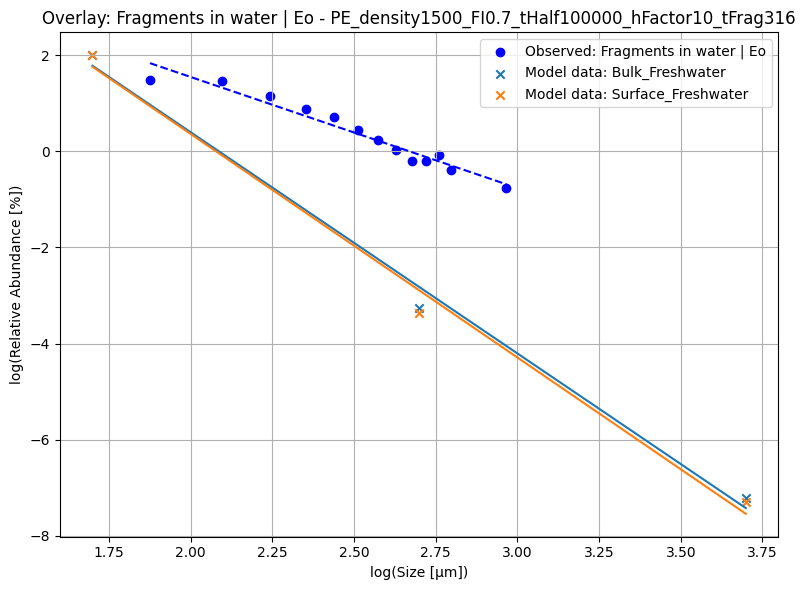 Overlay: Fragments in water | Eo - PE_density1500_FI0.7_tHalf100000_hFactor10_tFrag316
Observed: Fragments in water | Eo
Model data: Bulk_Freshwater
Model data: Surface_Freshwater
log(Relative Abundance [%])
2
0
−2
−4
−6
−8
1.75 2.00 2.25 2.50 2.75 3.00 3.25 3.50 3.75
log(Size [µm])